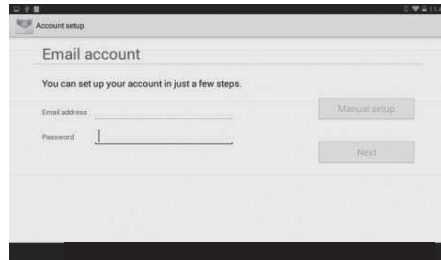 Account setup
Email account
You can set up your account in just a few steps.
Email address
Manual setup
Password
Next